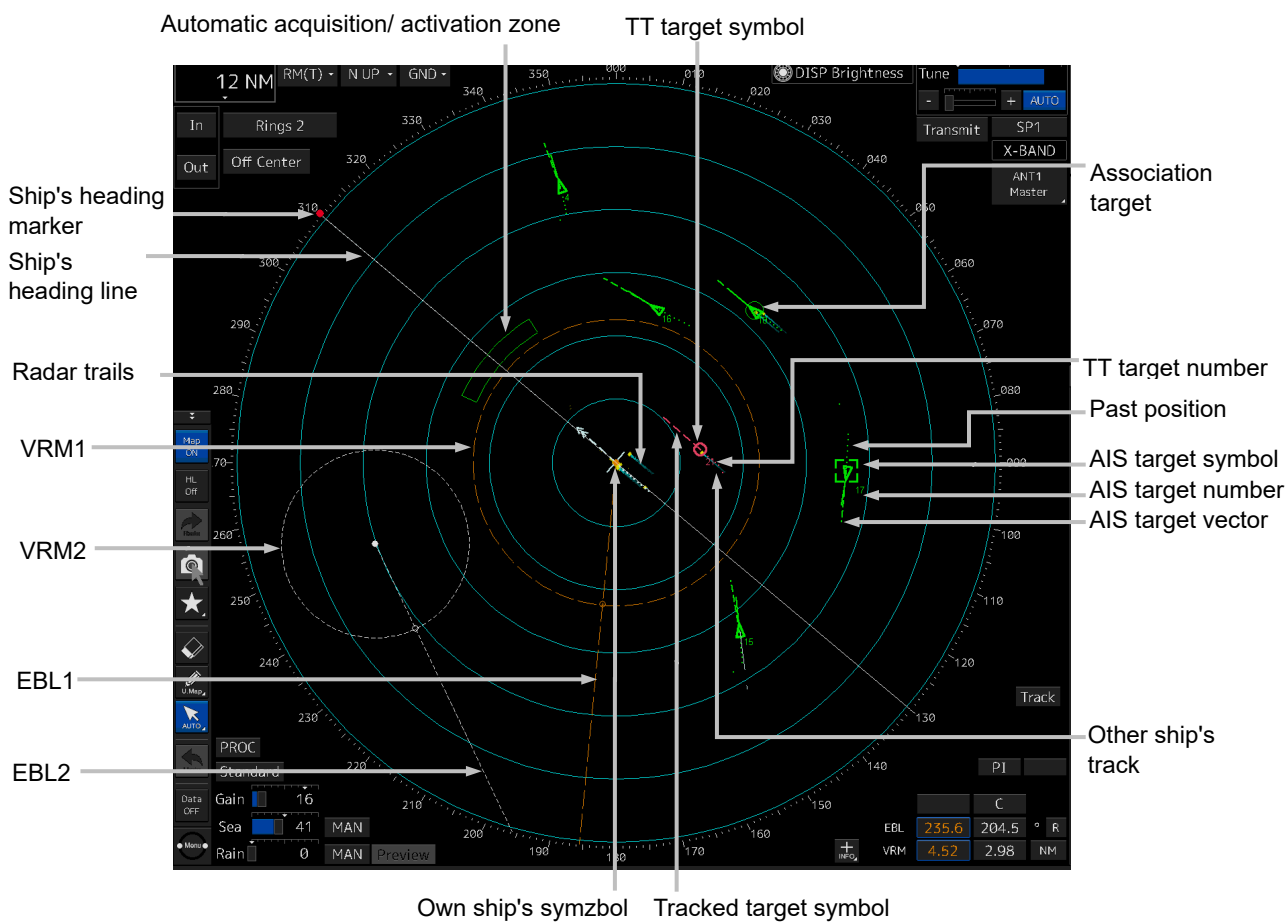 Automatic acquisition/ activation zone
TT target symbol
12 NM
RM(T)
N UP
GND
DISP Brightness
Tune
- + AUTO
In
Rings 2
Transmit
SP1
X-BAND
Out
Off Center
ANT1
Master
Association
target
Ship's heading
marker
Ship's
heading line
Radar trails
VRM1
VRM2
EBL1
EBL2
TT target number
Past position
AIS target symbol
AIS target number
AIS target vector
Other ship's
track
350
000
010
020
030
040
050
060
070
080
100
110
120
130
140
150
160
170
180
190
200
210
220
230
240
250
260
70
280
290
300
310
320
330
340
4
16
18
17
15
Map
ON
HL
Off
U.Map
AUTO
Data
OFF
Menu
PROC
Standard
Gain 16
Sea 41 MAN
Rain 0 MAN Preview
Track
PI
C
EBL 235.6 204.5 ° R
VRM 4.52 2.98 NM
INFO
Own ship's symzbol
Tracked target symbol